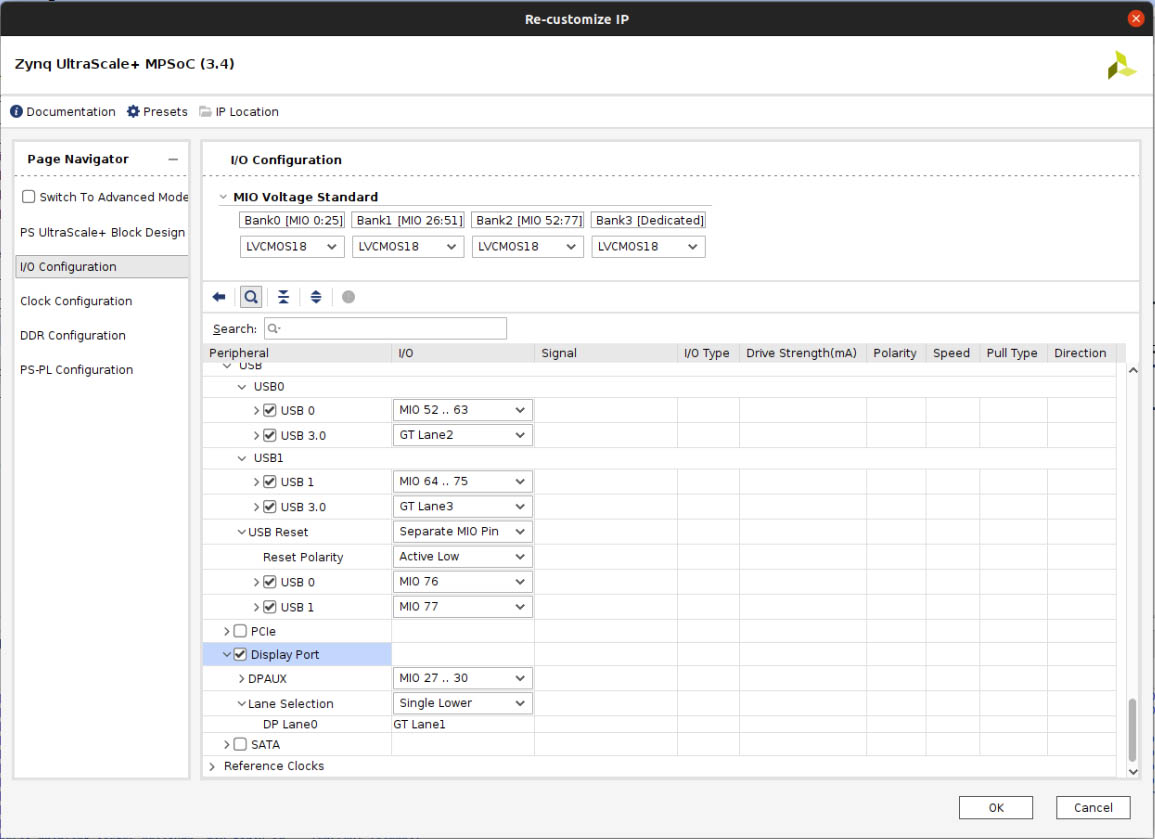 Re-customize IP
Zynq UltraScale+ MPSoC (3.4)
Documentation Presets IP Location
Page Navigator
Switch To Advanced Mode
PS UltraScale+ Block Design
I/O Configuration
Clock Configuration
DDR Configuration
PS-PL Configuration
I/O Configuration
MIO Voltage Standard
Bank0 [MIO 0:25] Bank1 [MIO 26:51] Bank2 [MIO 52:77] Bank3 [Dedicated]
LVCMOS18 LVCMOS18 LVCMOS18 LVCMOS18
Search:
Peripheral I/O Signal I/O Type Drive Strength(mA) Polarity Speed Pull Type Direction
USB
USB0
USB 0 MIO 52 .. 63
USB 3.0 GT Lane2
USB1
USB 1 MIO 64 .. 75
USB 3.0 GT Lane3
USB Reset Separate MIO Pin
Reset Polarity Active Low
USB 0 MIO 76
USB 1 MIO 77
PCIe
Display Port
DPAUX MIO 27 .. 30
Lane Selection Single Lower
DP Lane0 GT Lane1
SATA
Reference Clocks
OK Cancel